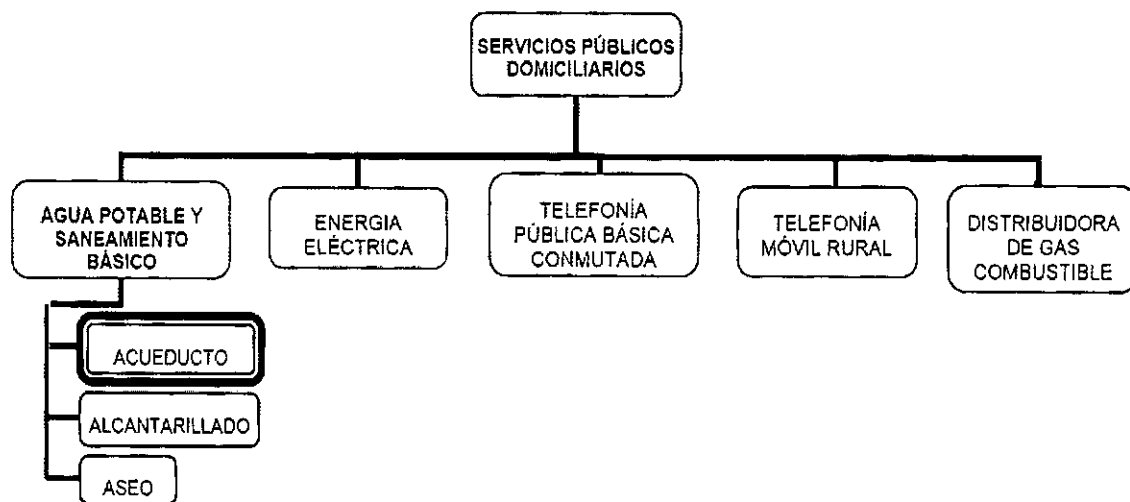 SERVICIOS PÚBLICOS
DOMICILIARIOS
AGUA POTABLE Y
SANEAMIENTO
BÁSICO
ENERGIA
ELÉCTRICA
TELEFONÍA
PÚBLICA BÁSICA
CONMUTADA
TELEFONÍA
MÓVIL RURAL
DISTRIBUIDORA
DE GAS
COMBUSTIBLE
ACUEDUCTO
ALCANTARILLADO
ASEO